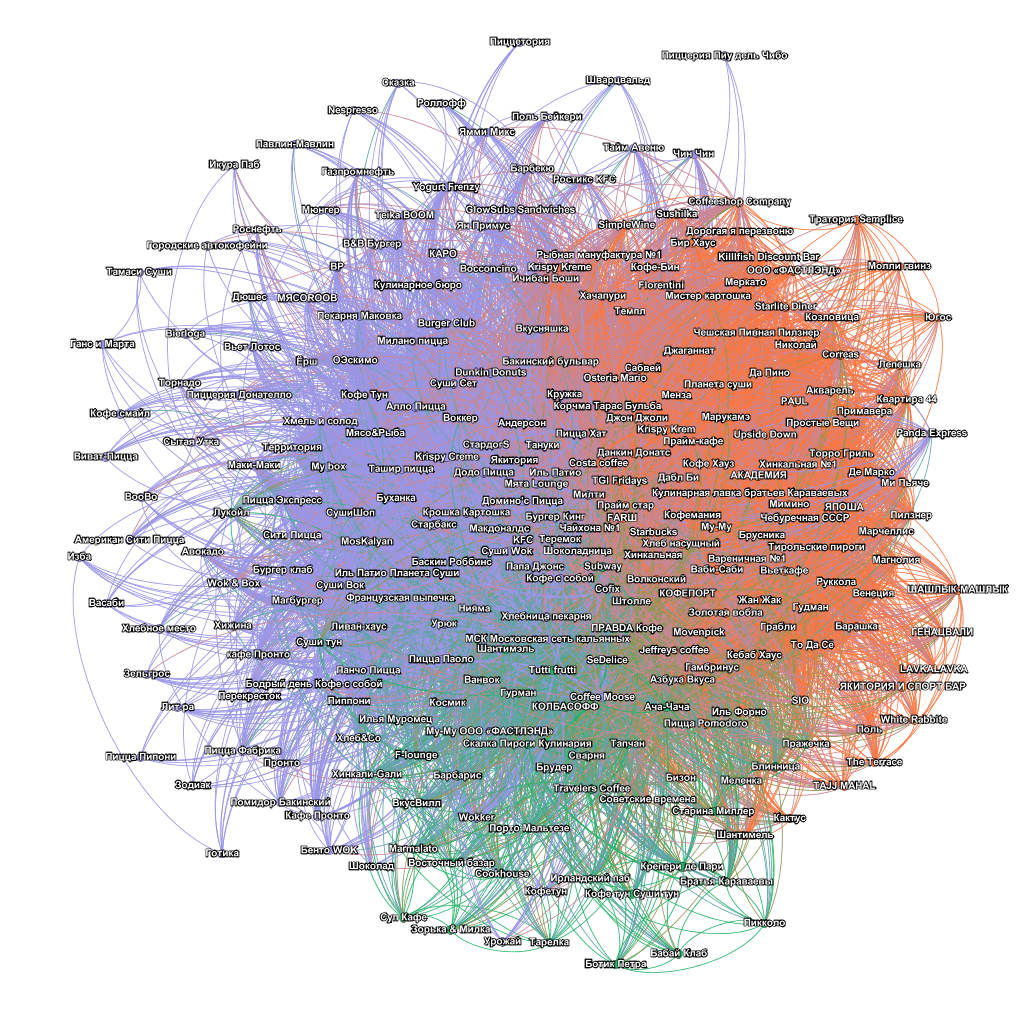 Пиццетория
Пиццерия Пиу дель Чибо
Сказка
Шварцвальд
Nespresso
Роллофф
Поль Бейкери
Ямми Микс
Павлин-Мавлин
Тайм Авеню
Чин Чин
Икура Паб
Газпромнефть
Барбекю
Ростикс KFC
Yogurt Frenzy
Coffeeshop Company
Мюнгер
Teika BOOM
GlowSubs Sandwiches
Sushilka
Тратория Semplice
Роснефть
Ян Примус
SimpleWine
Дорогая я перезвоню
Городские автокофейни
B&B Бургер
КАРО
Рыбная мануфактура №1
Бир Хаус
Killlfish Discount Bar
Тамаси Суши
BP
Bocconcino
Krispy Kreme
Кофе-Бин
ООО «ФАСТЛЭНД»
Молли гвинз
Кулинарное бюро
Ичибан Боши
Florentini
Меркато
Дюшес
МЯСОROOB
Хачапури
Мистер картошка
Starlite Diner
Пекарня Маковка
Burger Club
Темпл
Козловица
Югос
Bierloga
Вкусняшка
Чешская Пивная Пилзнер
Ганс и Марта
Вьет Лотос
Милано пицца
Джаганнат
Николай
Ёрш
ОЭскимо
Бакинский бульвар
Correas
Dunkin Donuts
Сабвей
Да Пино
Лепешка
Торнадо
Суши Сет
Osteria Mario
Планета суши
Пиццерия Донателло
Кофе Тун
Кружка
Менза
PAUL
Акварель
Квартира 44
Кофе смайл
Алло Пицца
Корчма Тарас Бульба
Примавера
Хмель и солод
Воккер
Андерсон
Джон Джоли
Марукамэ
Простые Вещи
Сытая Утка
Мясо&Рыба
Пицца Хат
Krispy Krem
Upside Down
Panda Express
Территория
СтардогS
Тануки
Прайм-кафе
Виват-Пицца
Krispy Creme
Якитория
Данкин Донатс
Торро Гриль
Маки-Маки
My box
Ташир пицца
Додо Пицца
Иль Патио
Costa coffee
Кофе Хауз
Хинкальная №1
Де Марко
Мята Lounge
TGI Fridays
Дабл Би
АКАДЕМИЯ
Ми Пьяче
BooBo
Пицца Экспресс
Буханка
Домино'с Пицца
Милти
Кулинарная лавка братьев Караваевых
Лукойл
СушиШоп
Крошка Картошка
Прайм стар
Мимино
ЯПОША
Бургер Кинг
FARШ
Кофемания
Чебуречная СССР
Пилзнер
Старбакс
Макдоналдс
Чайхона №1
Му-Му
Сити Пицца
Starbucks
Брусника
Марчеллис
Американ Сити Пицца
MosKalyan
KFC
Теремок
Хлеб насущный
Тирольские пироги
Изба
Авокадо
Суши Wok
Шоколадница
Хинкальная
Вареничная №1
Магнолия
Бургер клаб
Баскин Роббинс
Папа Джонс
Subway
Ваби-Саби
Вьеткафе
Иль Патио Планета Суши
Кофе с собой
Волконский
Руккола
Wok & Box
Суши Вок
Cofix
КОФЕПОРТ
Венеция
ШАШЛЫК-МАШЛЫК
Васаби
Магбургер
Французская выпечка
Штолле
Жан Жак
Нияма
Гудман
Хлебное место
Хижина
Ливан-хаус
Урюк
Хлебница пекарня
Золотая вобла
Грабли
Барашка
ПРАВДА Кофе
Movenpick
ГЕНАЦВАЛИ
Суши тун
МСК Московская сеть кальянных
То Да Сё
кафе Пронто
Шантимэль
Jeffreys coffee
Кебаб Хаус
Зельгрос
Панчо Пицца
Пицца Паоло
SeDelice
Гамбринус
LAVKALAVKA
Бодрый день Кофе с собой
Ванвок
Tutti frutti
Азбука Вкуса
ЯКИТОРИЯ И СПОРТ БАР
Перекресток
Гурман
Coffee Moose
Лит.ра
Пиппони
Космик
КОЛБАСОФФ
Ача-Чача
SIO
Иль Форно
Илья Муромец
Пицца Pomodoro
White Rabbite
Му-Му ООО «ФАСТЛЭНД»
Поль
Хлеб&Co
Скалка Пироги Кулинария
Тапчан
Пражечка
Пицца Пипони
Пицца Фабрика
F-lounge
Сварня
Пронто
Брудер
Блинница
The Terrace
Хинкали-Гали
Барбарис
Бизон
Меленка
Зодиак
Travelers Coffee
TAJJ MAHAL
Помидор Бакинский
ВкусВилл
Советские времена
Кафе Пронто
Wokker
Старина Миллер
Кактус
Порто Мальтезе
Шантимель
Готика
Бенто WOK
Marmalato
Шоколад
Восточный базар
Крепери де Пари
Cookhouse
Ирландский паб
Братья Караваевы
Кофетун
Кофе тун Суши тун
Суп Кафе
Пикколо
Зорька & Милка
Урожай
Тарелка
Бабай Клаб
Ботик Петра